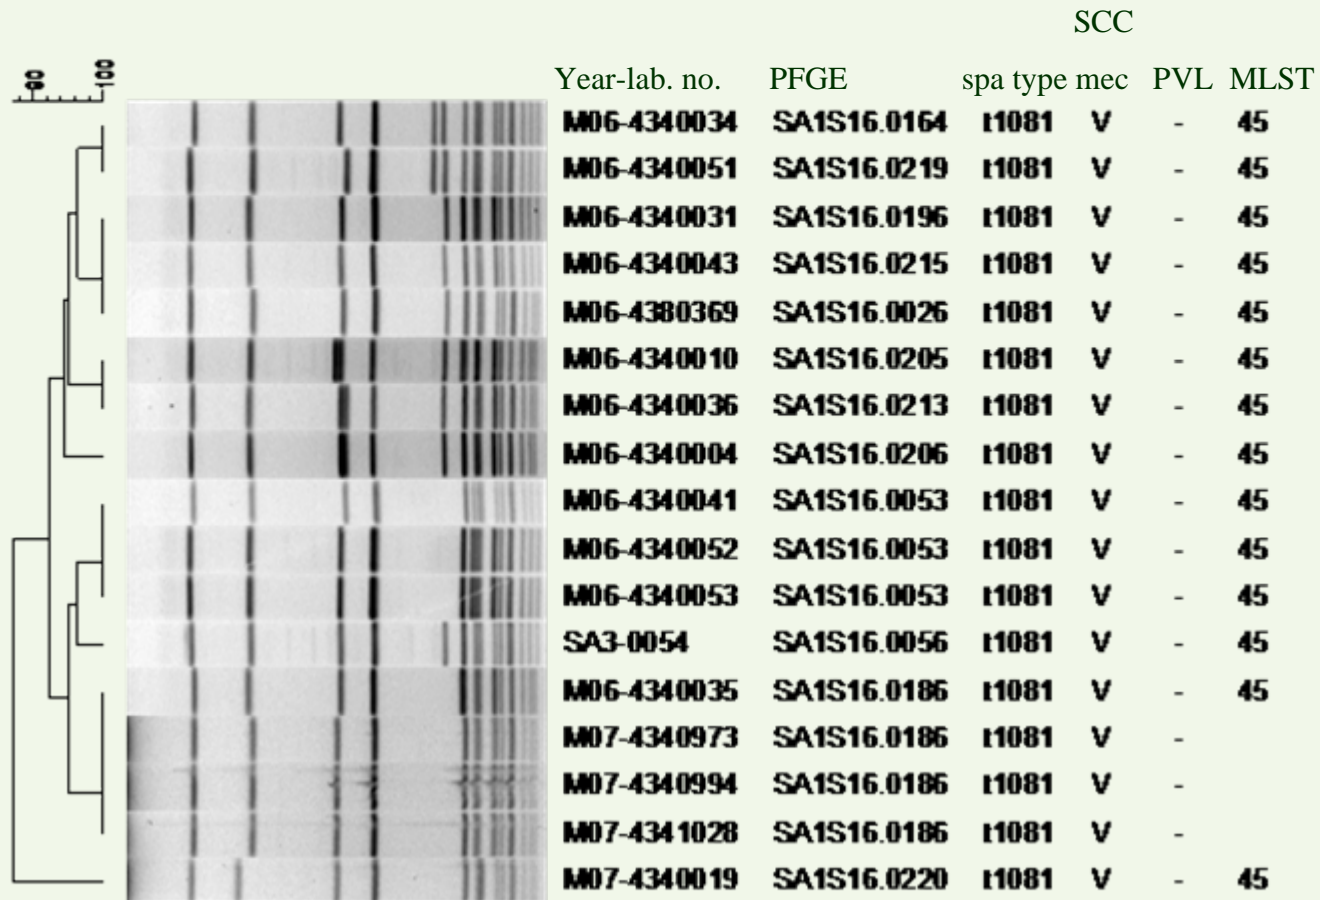 SCC
90 100 Year-lab. no. PFGE spa type mec PVL MLST
M06-4340034 SA1S16.0164 t1081 V - 45
M06-4340051 SA1S16.0219 t1081 V - 45
M06-4340031 SA1S16.0196 t1081 V - 45
M06-4340043 SA1S16.0215 t1081 V - 45
M06-4380369 SA1S16.0026 t1081 V - 45
M06-4340010 SA1S16.0205 t1081 V - 45
M06-4340036 SA1S16.0213 t1081 V - 45
M06-4340004 SA1S16.0206 t1081 V - 45
M06-4340041 SA1S16.0053 t1081 V - 45
M06-4340052 SA1S16.0053 t1081 V - 45
M06-4340053 SA1S16.0053 t1081 V - 45
SA3-0054 SA1S16.0056 t1081 V - 45
M06-4340035 SA1S16.0186 t1081 V - 45
M07-4340973 SA1S16.0186 t1081 V -
M07-4340994 SA1S16.0186 t1081 V -
M07-4341028 SA1S16.0186 t1081 V -
M07-4340019 SA1S16.0220 t1081 V - 45